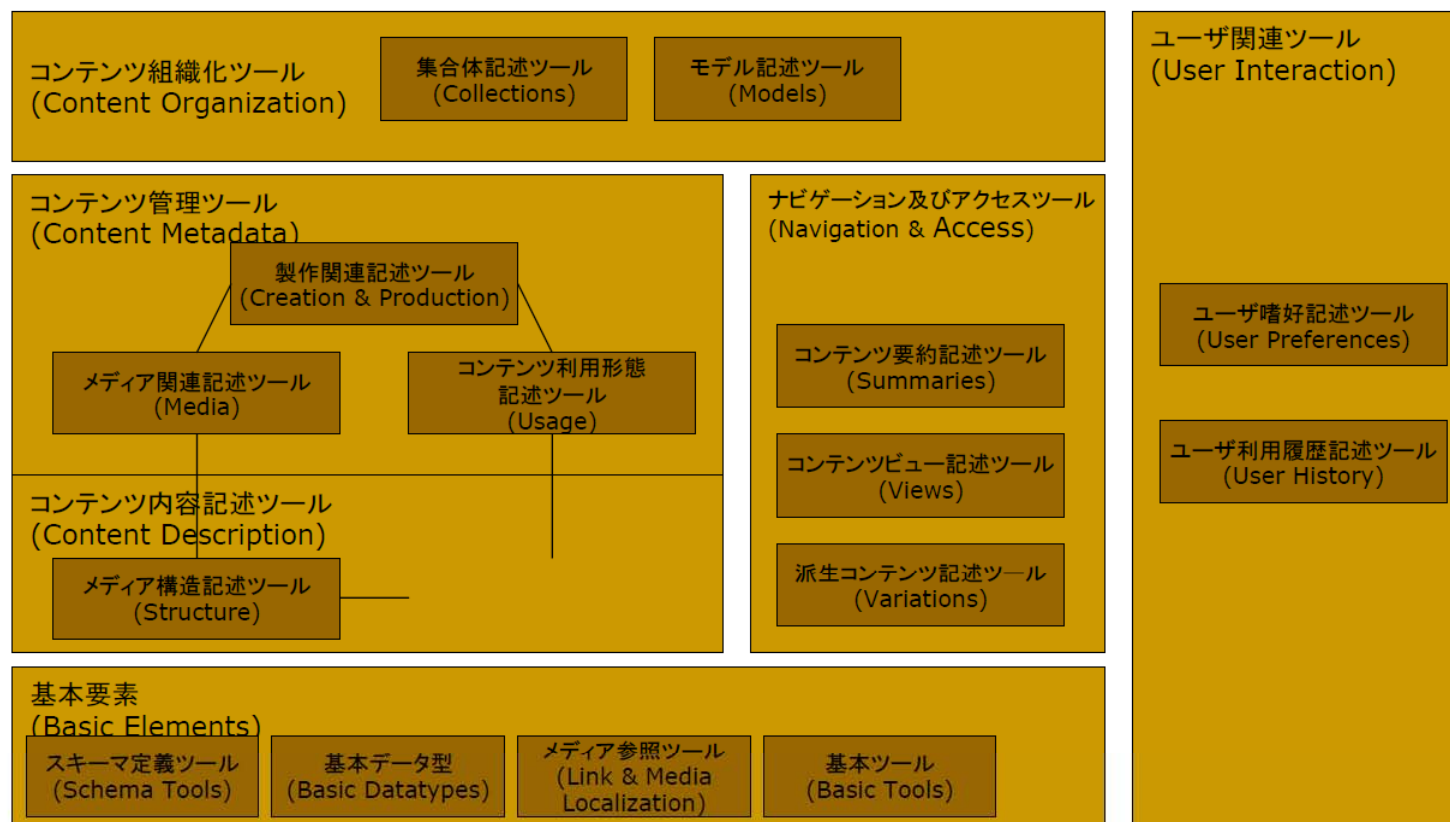 コンテンツ組織化ツール
(Content Organization)
集合体記述ツール
(Collections)
モデル記述ツール
(Models)
コンテンツ管理ツール
(Content Metadata)
製作関連記述ツール
(Creation & Production)
メディア関連記述ツール
(Media)
コンテンツ利用形態
記述ツール
(Usage)
コンテンツ内容記述ツール
(Content Description)
メディア構造記述ツール
(Structure)
ナビゲーション及びアクセスツール
(Navigation & Access)
コンテンツ要約記述ツール
(Summaries)
コンテンツビュー記述ツール
(Views)
派生コンテンツ記述ツ―ル
(Variations)
ユーザ関連ツール
(User Interaction)
ユーザ嗜好記述ツール
(User Preferences)
ユーザ利用履歴記述ツール
(User History)
基本要素
(Basic Elements)
スキーマ定義ツール
(Schema Tools)
基本データ型
(Basic Datatypes)
メディア参照ツール
(Link & Media
Localization)
基本ツール
(Basic Tools)